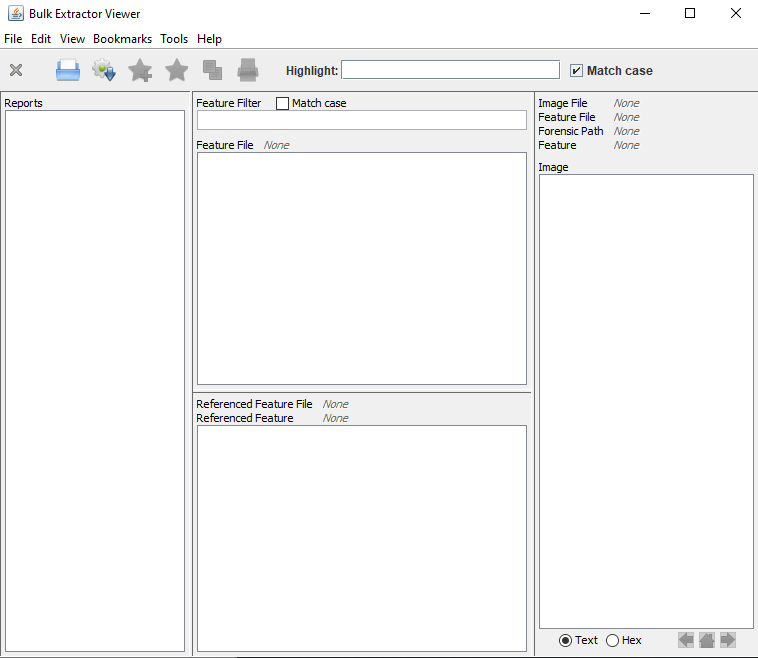 Bulk Extractor Viewer
File Edit View Bookmarks Tools Help
Highlight: Match case
Reports
Feature Filter Match case
Feature File None
Referenced Feature File None
Referenced Feature None
Image File None
Feature File None
Forensic Path None
Feature None
Image
Text Hex